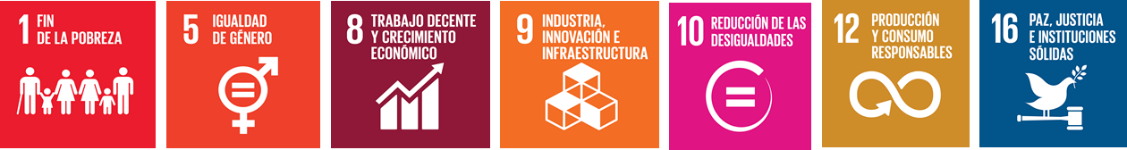 1 FIN
DE LA POBREZA
5 IGUALDAD
DE GÉNERO
8 TRABAJO DECENTE
Y CRECIMIENTO
ECONÓMICO
9 INDUSTRIA,
INNOVACIÓN E
INFRAESTRUCTURA
10 REDUCCIÓN DE LAS
DESIGUALDADES
12 PRODUCCIÓN
Y CONSUMO
RESPONSABLES
16 PAZ, JUSTICIA
E INSTITUCIONES
SÓLIDAS